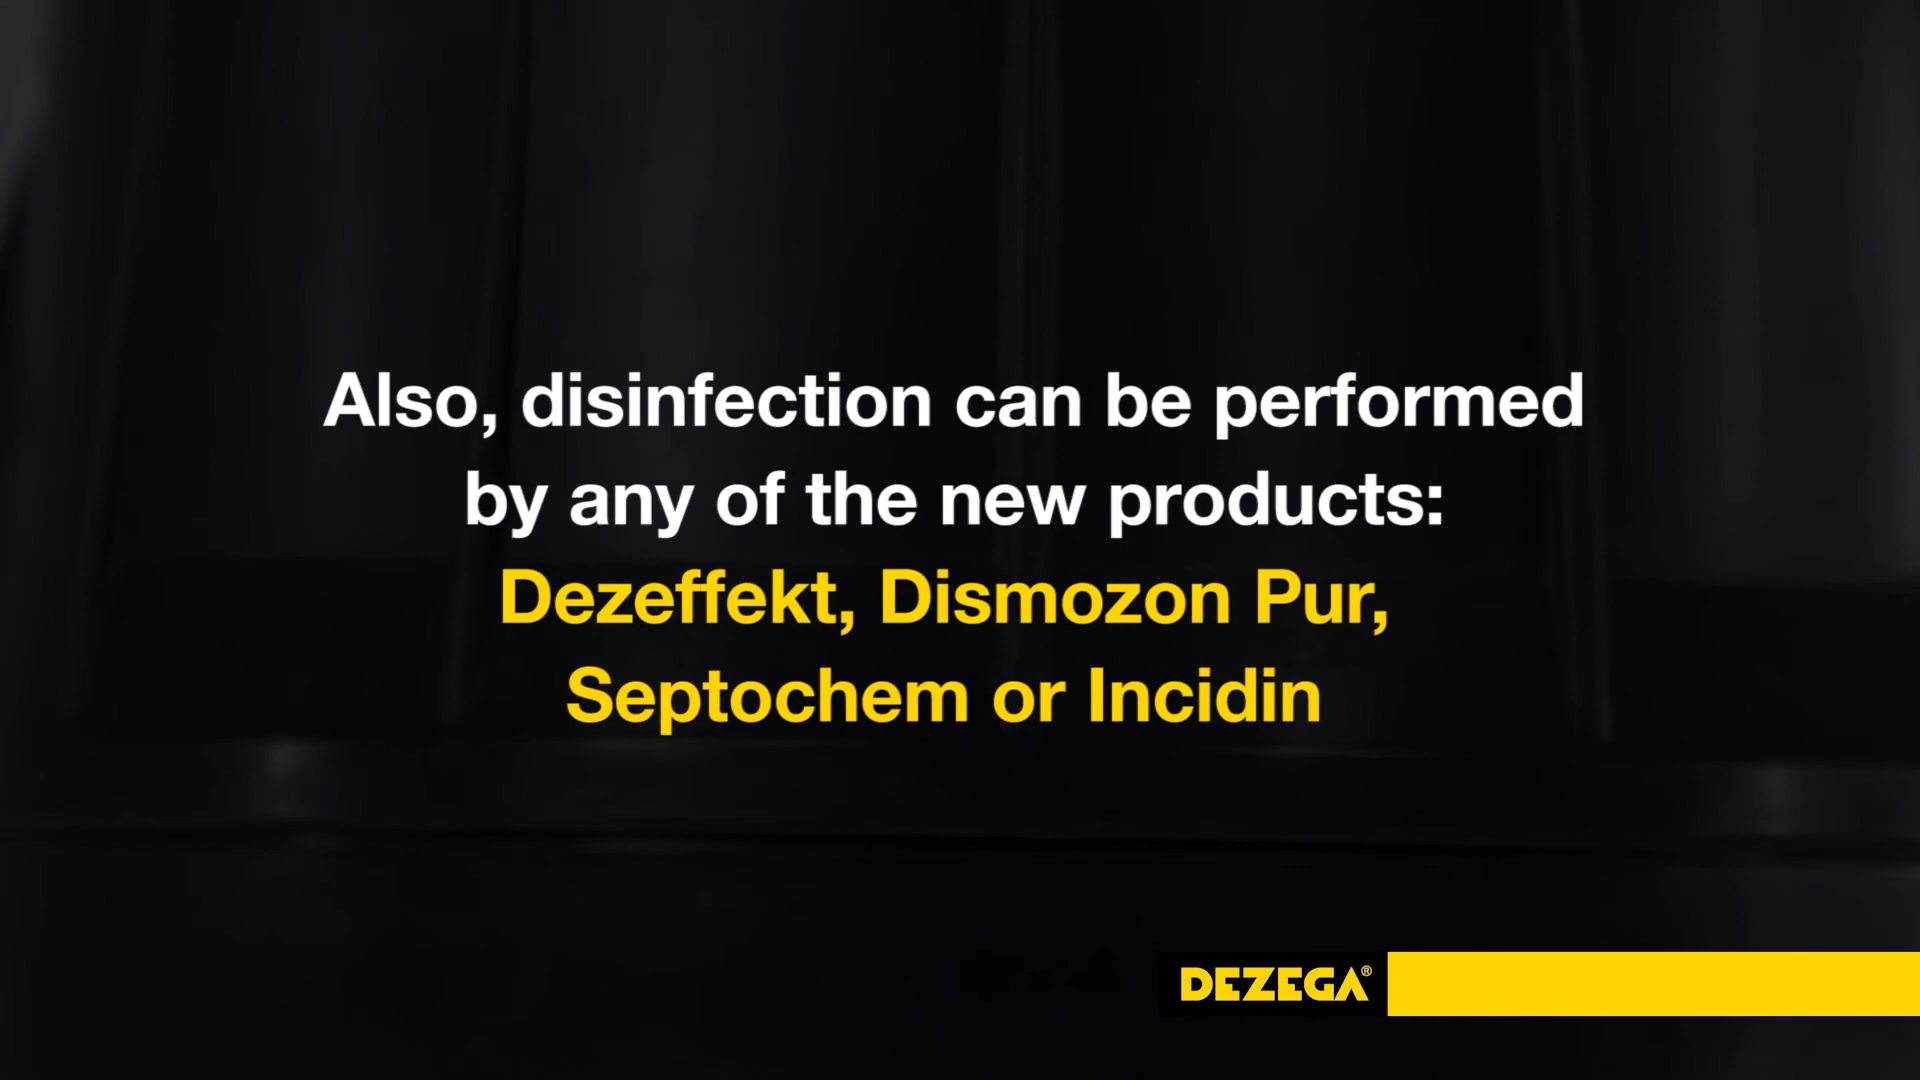 Also, disinfection can be performed
by any of the new products:
Dezeffekt, Dismozon Pur,
Septochem or Incidin
DEZEGA®